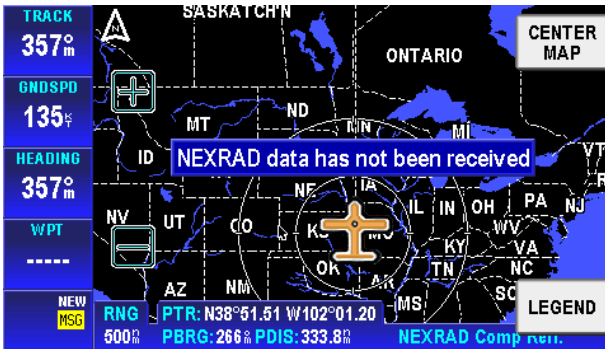 TRACK
357°m
GNDSPD
135kT
HEADING
357°m
WPT
-----
NEW
MSG
SASKATCH'N
ONTARIO
CENTER
MAP
ND
MN
MT
MI
ID
VT
NEXRAD data has not been received
NE
IA
IL
IN
OH
PA
NJ
NV
UT
CO
KS
MO
WV
KY
VA
OK
TN
NC
AZ
NM
AR
MS
SC
LEGEND
RNG
500nm
PTR: N38°51.51 W102°01.20
PBRG: 266°m PDIS: 333.8nm
NEXRAD Comp Refl.